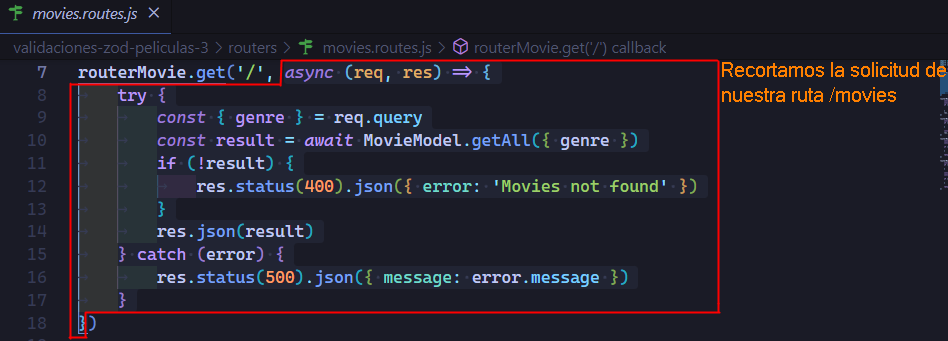 movies.routes.js ×
validaciones-zod-peliculas-3 > routers > movies.routes.js > routerMovie.get('/') callback
7 routerMovie.get('/', async (req, res) => {
8 try {
9 const { genre } = req.query
10 const result = await MovieModel.getAll({ genre })
11 if (!result) {
12 res.status(400).json({ error: 'Movies not found' })
13 }
14 res.json(result)
15 } catch (error) {
16 res.status(500).json({ message: error.message })
17 }
18 })
Recortamos la solicitud de
nuestra ruta /movies